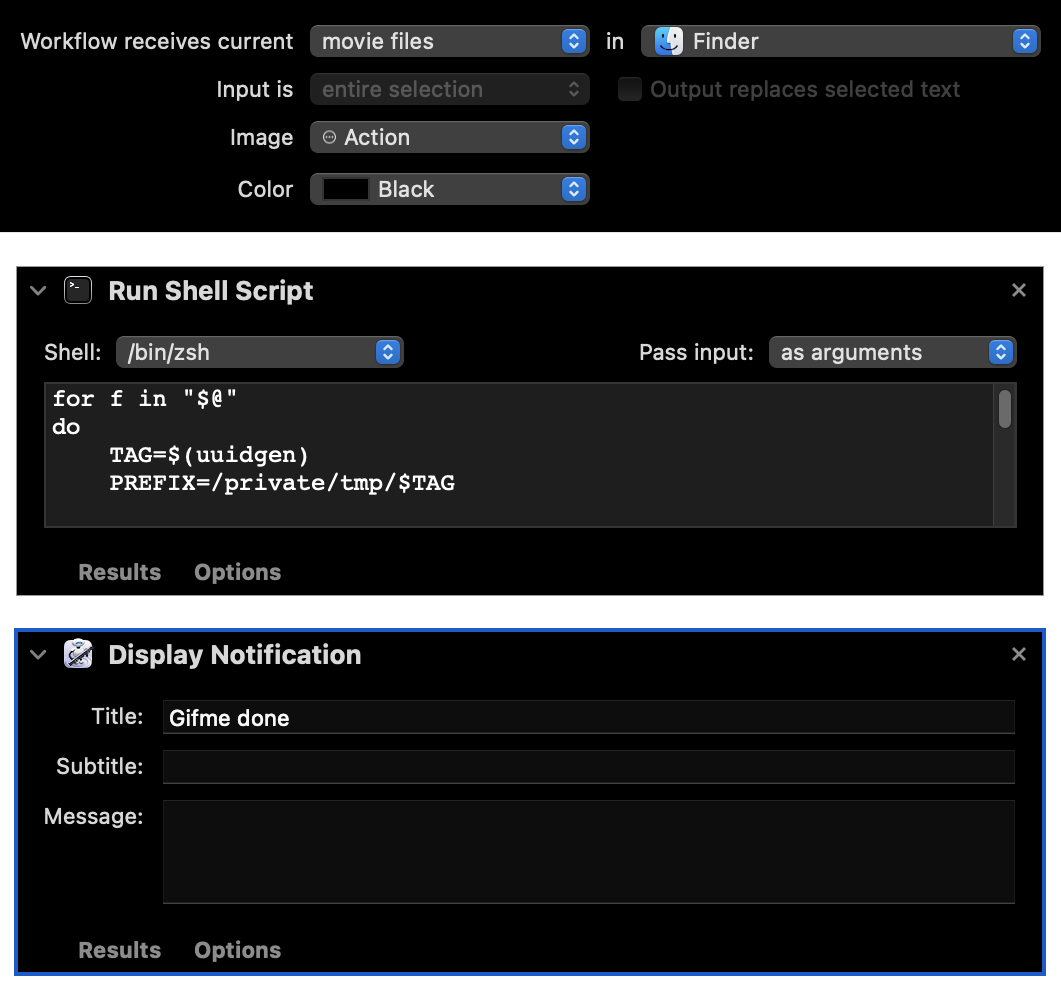 Workflow receives current movie files in Finder
Input is entire selection Output replaces selected text
Image Action
Color Black
Run Shell Script
Shell: /bin/zsh Pass input: as arguments
for f in "$@"
do
    TAG=$(uuidgen)
    PREFIX=/private/tmp/$TAG
Results Options
Display Notification
Title: Gifme done
Subtitle:
Message:
Results Options